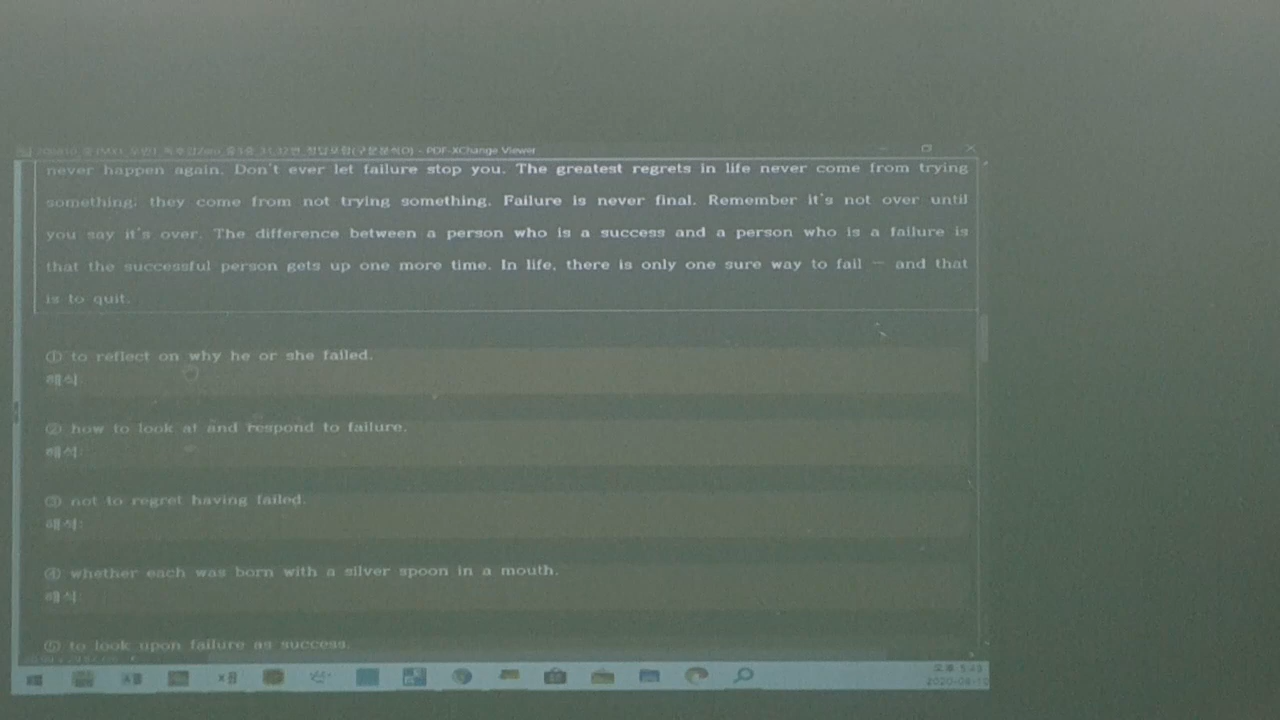 PDF-XChange Viewer
never happen again. Don't ever let failure stop you. The greatest regrets in life never come from trying
something; they come from not trying something. Failure is never final. Remember it's not over until
you say it's over. The difference between a person who is a success and a person who is a failure is
that the successful person gets up one more time. In life, there is only one sure way to fail — and that
is to quit.
① to reflect on why he or she failed.
해석:
② how to look at and respond to failure.
해석:
③ not to regret having failed.
해석:
④ whether each was born with a silver spoon in a mouth.
해석:
⑤ to look upon failure as success.